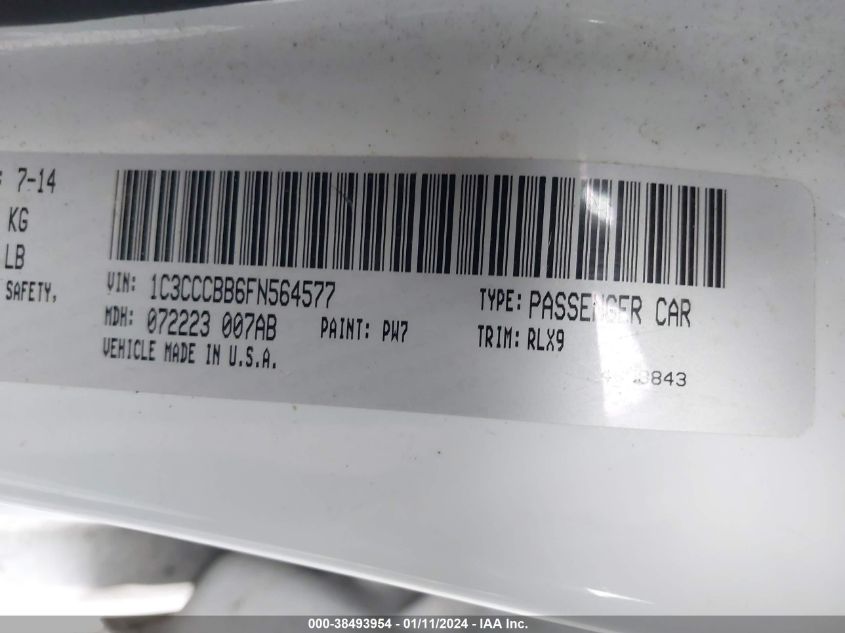 : 7-14
KG
LB
SAFETY,
VIN: 1C3CCCBB6FN564577
TYPE: PASSENGER CAR
MDH: 072223 007AB
PAINT: PW7
TRIM: RLX9
VEHICLE MADE IN U.S.A.
000-38493954 - 01/11/2024 - IAA Inc.